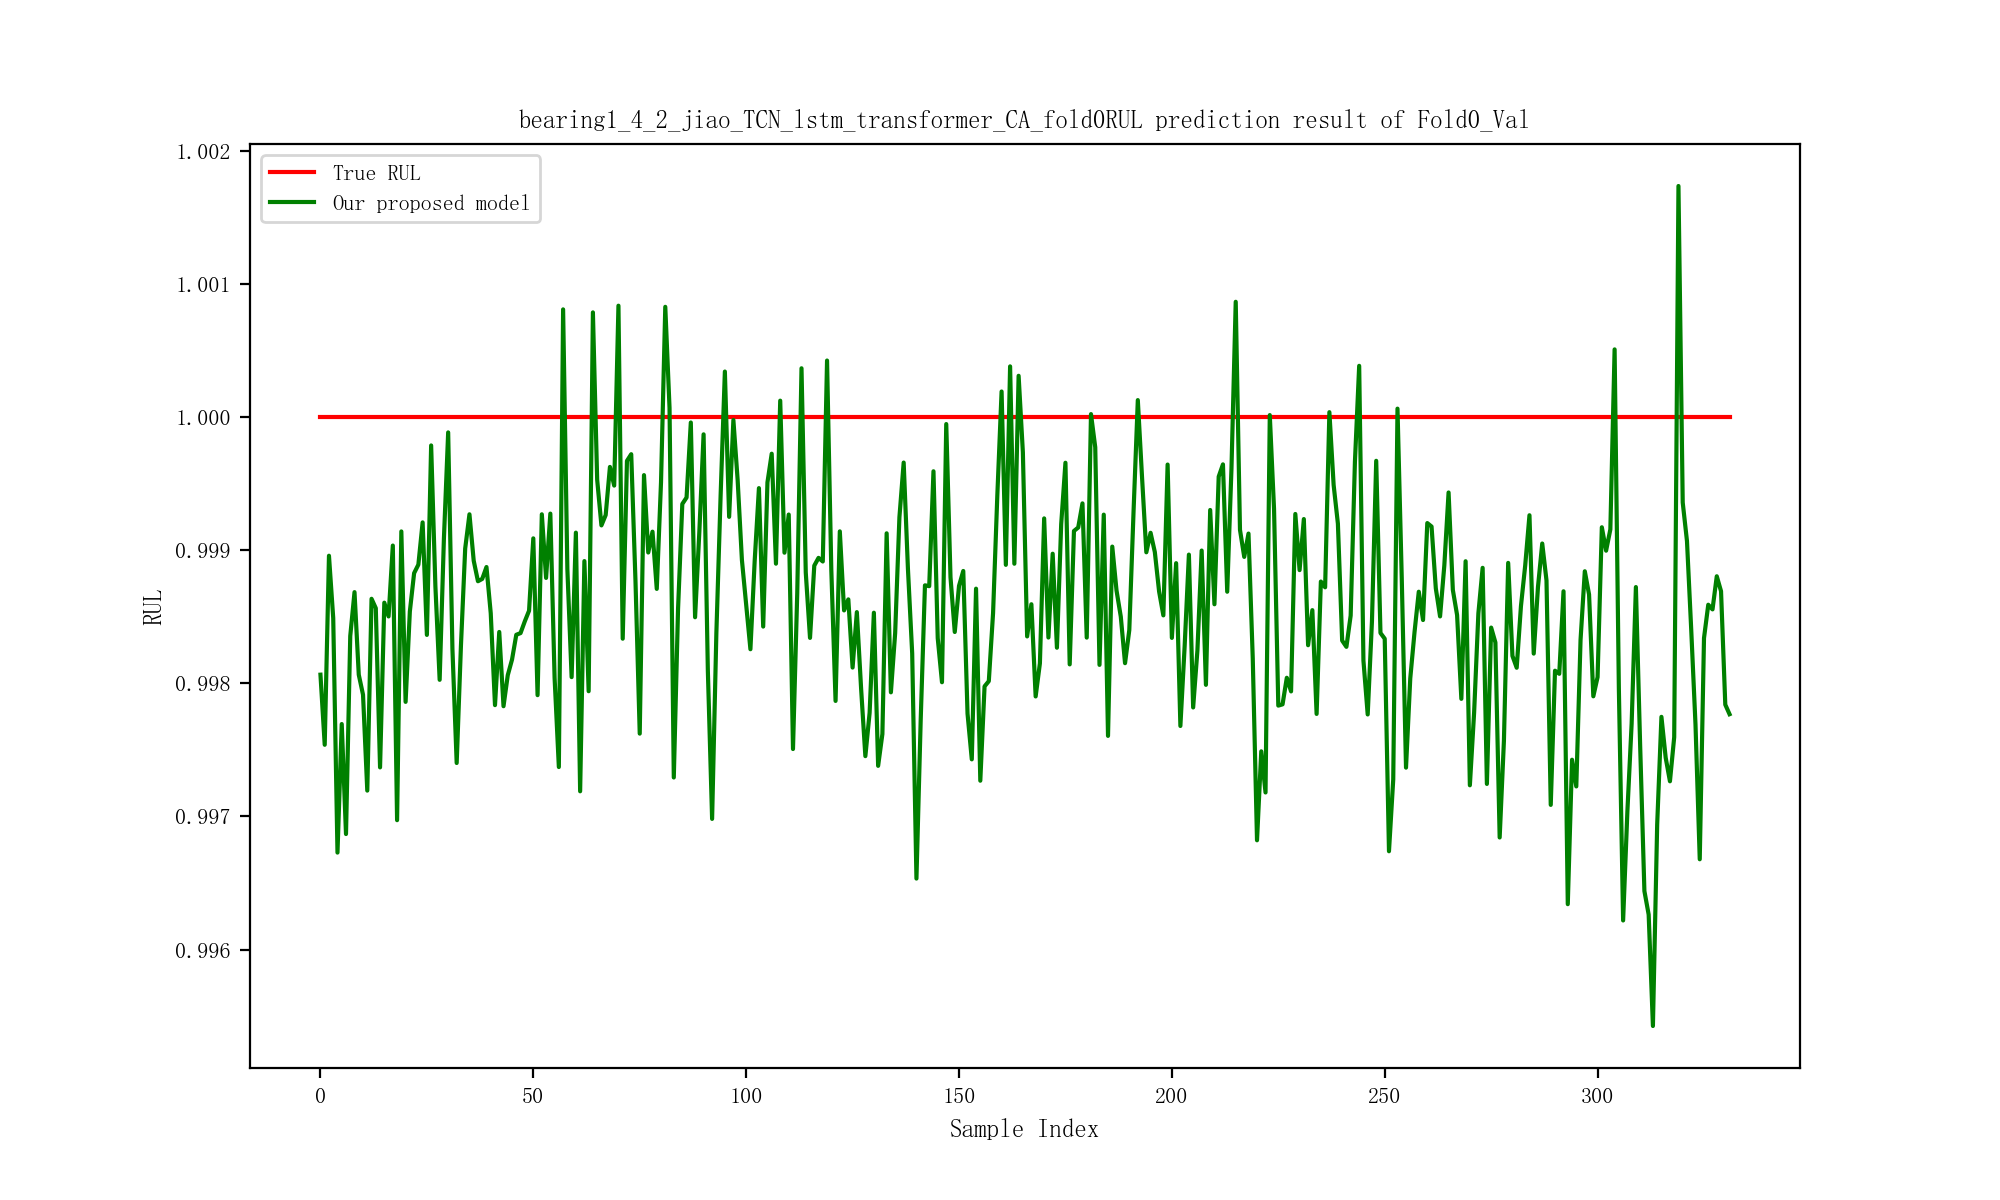 bearing1_4_2_jiao_TCN_lstm_transformer_CA_fold0RUL prediction result of Fold0_Val
True RUL
Our proposed model
1.002
1.001
1.000
0.999
0.998
0.997
0.996
RUL
0 50 100 150 200 250 300
Sample Index